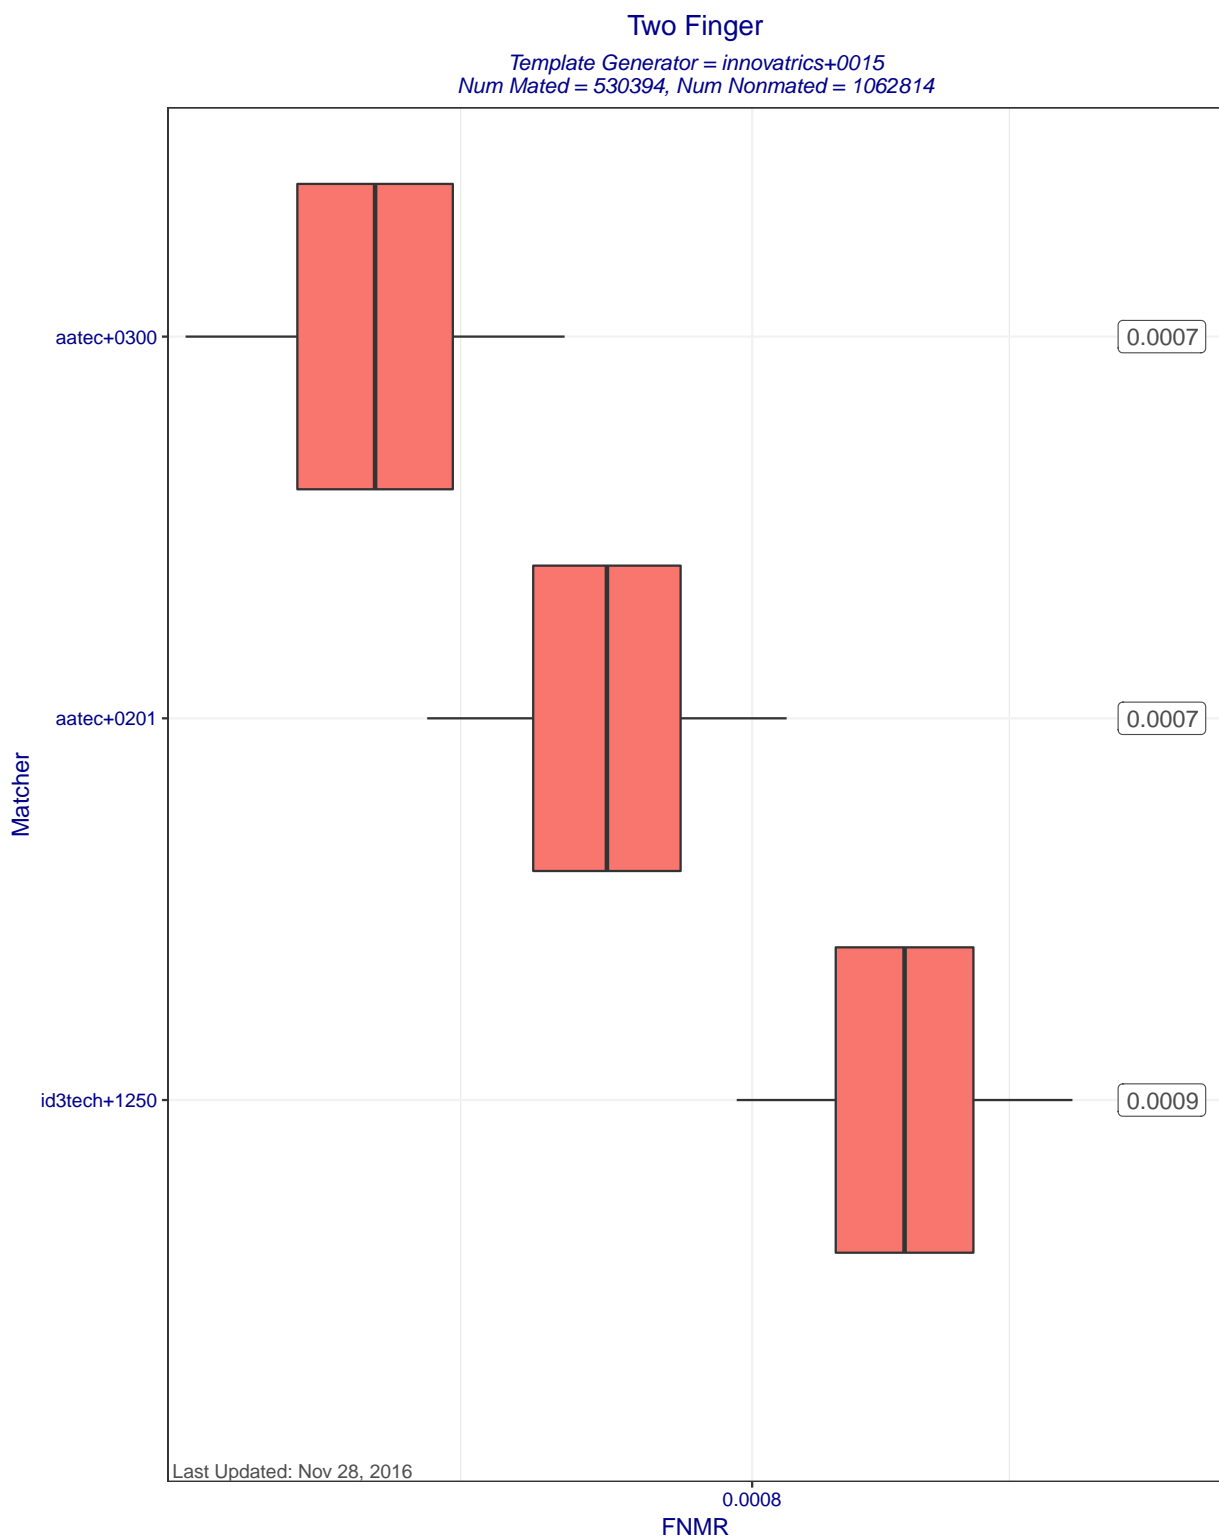 Two Finger
Template Generator = innovatrics+0015
Num Mated = 530394, Num Nonmated = 1062814
aatec+0300
0.0007
aatec+0201
0.0007
Matcher
id3tech+1250
0.0009
Last Updated: Nov 28, 2016
0.0008
FNMR